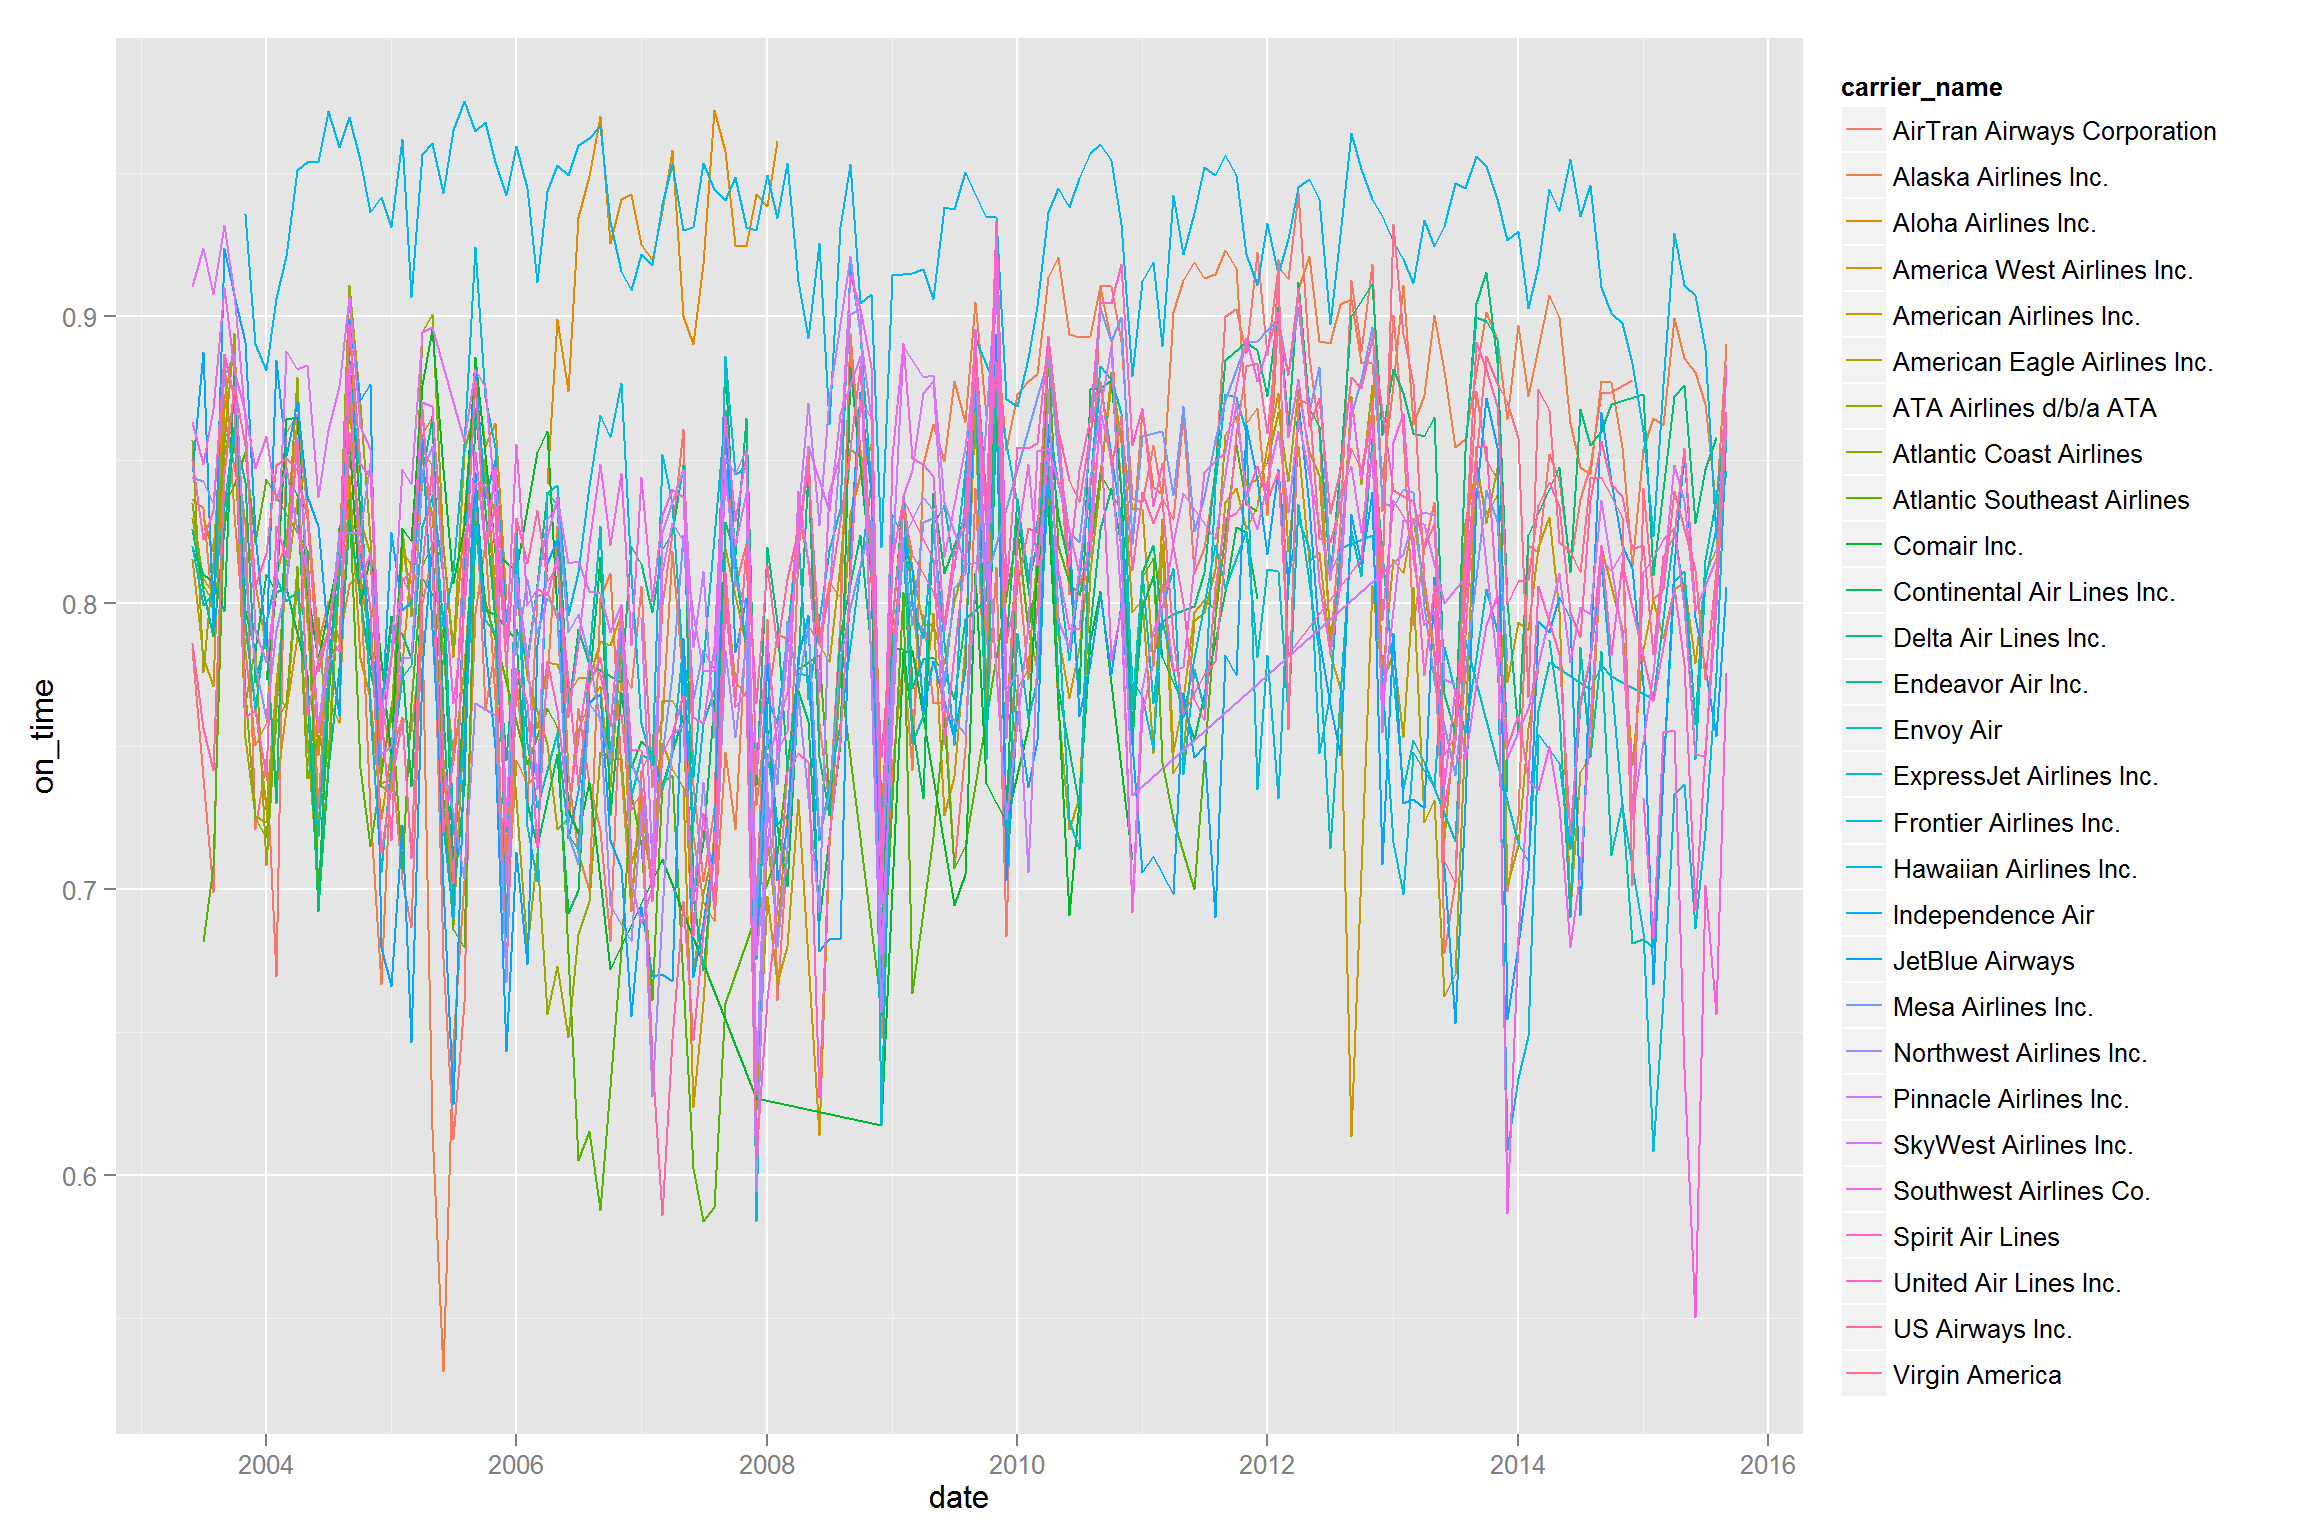 on_time
0.9
0.8
0.7
0.6
2004 2006 2008 2010 2012 2014 2016
date
carrier_name
AirTran Airways Corporation
Alaska Airlines Inc.
Aloha Airlines Inc.
America West Airlines Inc.
American Airlines Inc.
American Eagle Airlines Inc.
ATA Airlines d/b/a ATA
Atlantic Coast Airlines
Atlantic Southeast Airlines
Comair Inc.
Continental Air Lines Inc.
Delta Air Lines Inc.
Endeavor Air Inc.
Envoy Air
ExpressJet Airlines Inc.
Frontier Airlines Inc.
Hawaiian Airlines Inc.
Independence Air
JetBlue Airways
Mesa Airlines Inc.
Northwest Airlines Inc.
Pinnacle Airlines Inc.
SkyWest Airlines Inc.
Southwest Airlines Co.
Spirit Air Lines
United Air Lines Inc.
US Airways Inc.
Virgin America